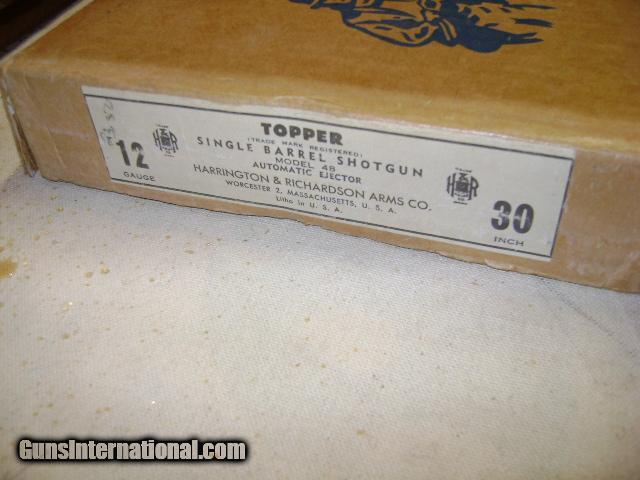 TOPPER
(TRADE MARK REGISTERED)
SINGLE BARREL SHOTGUN
MODEL 48
AUTOMATIC EJECTOR
HARRINGTON & RICHARDSON ARMS CO.
WORCESTER 2, MASSACHUSETTS, U. S. A.
Litho in U. S. A.
12
GAUGE
30
INCH
GunsInternational.com